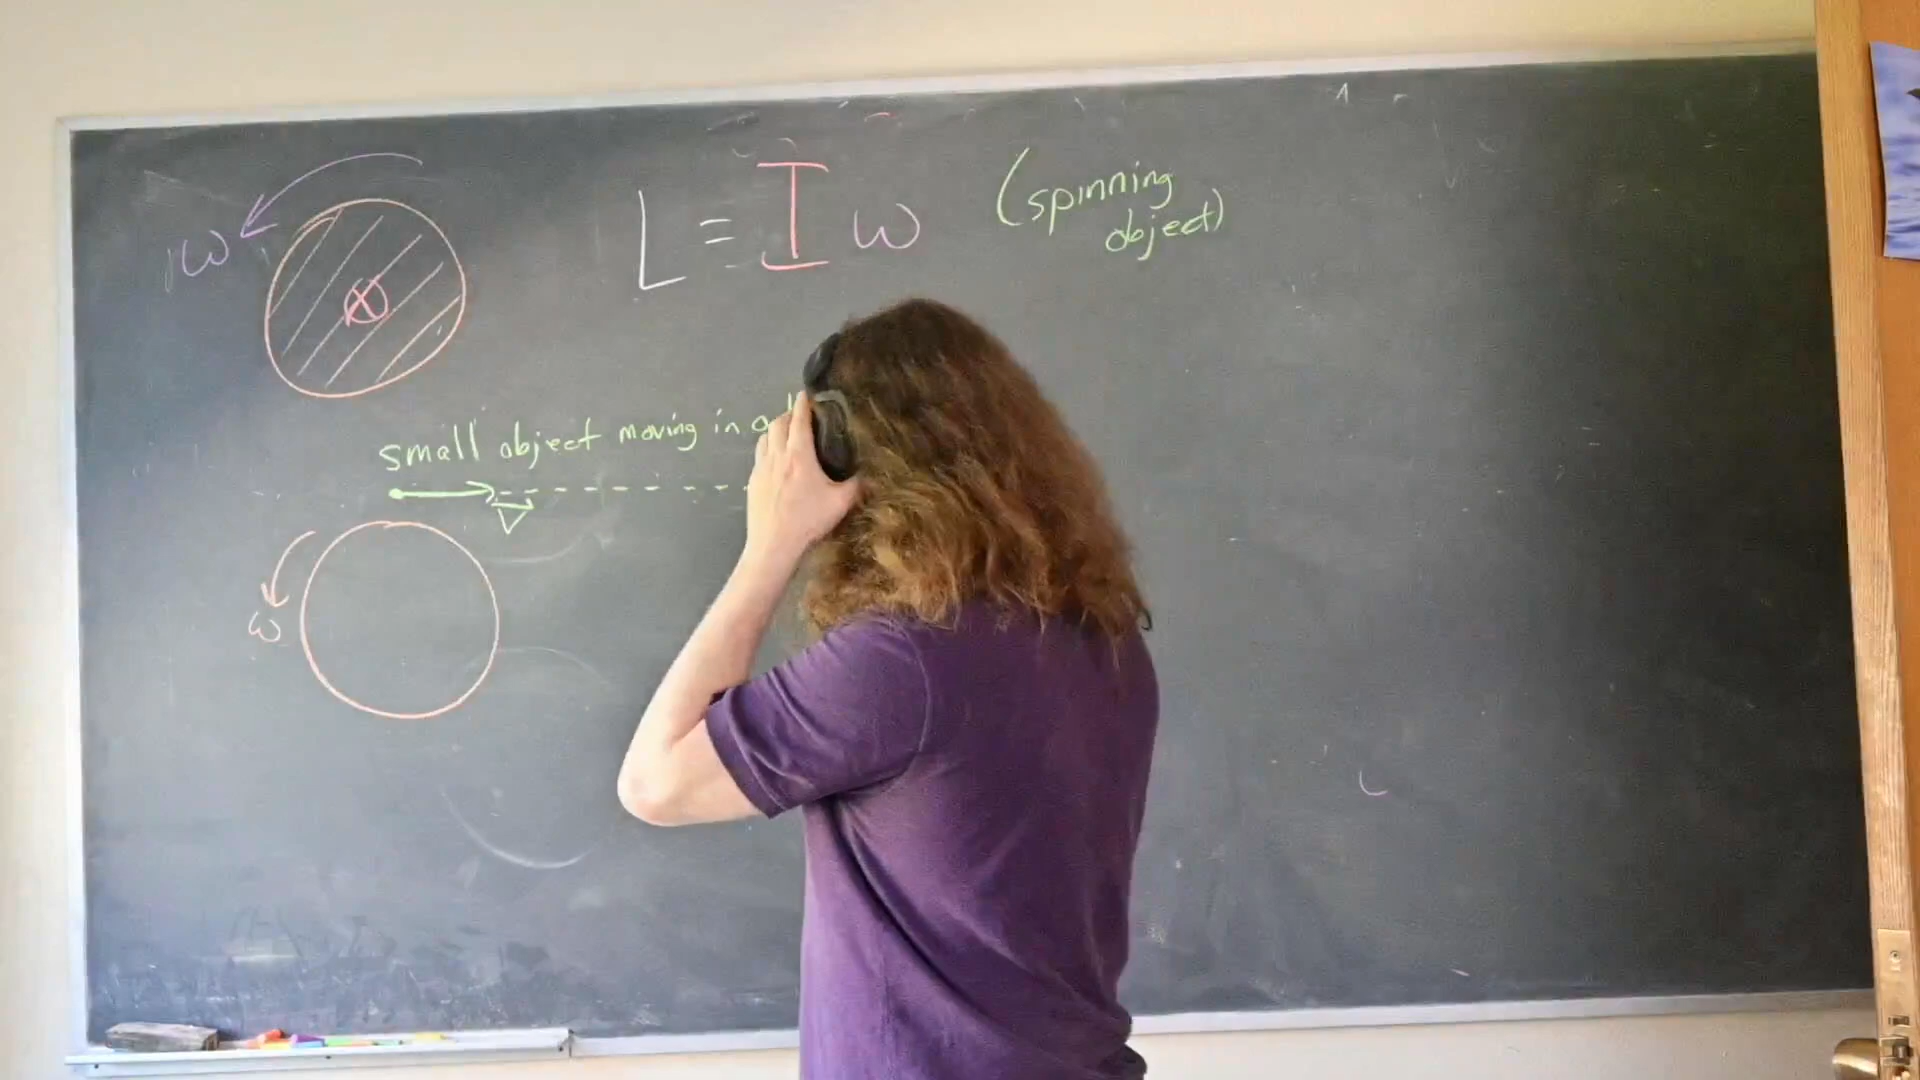 L = I ω (spinning
object)
ω
small object moving in a
V
ω